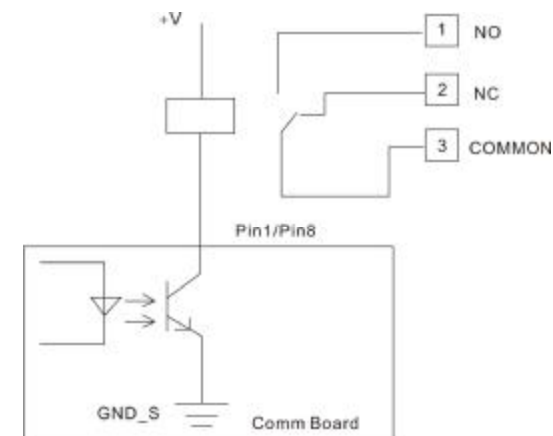 +V
1 NO
2 NC
3 COMMON
Pin1/Pin8
GND_S
Comm Board